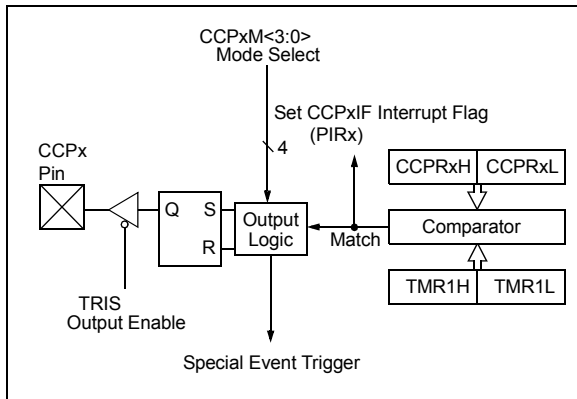 CCPxM<3:0>
Mode Select
Set CCPxIF Interrupt Flag
(PIRx)
4
CCPx
Pin
CCPRxH CCPRxL
Q S
R
Output
Logic
Match
Comparator
TRIS
Output Enable
TMR1H TMR1L
Special Event Trigger